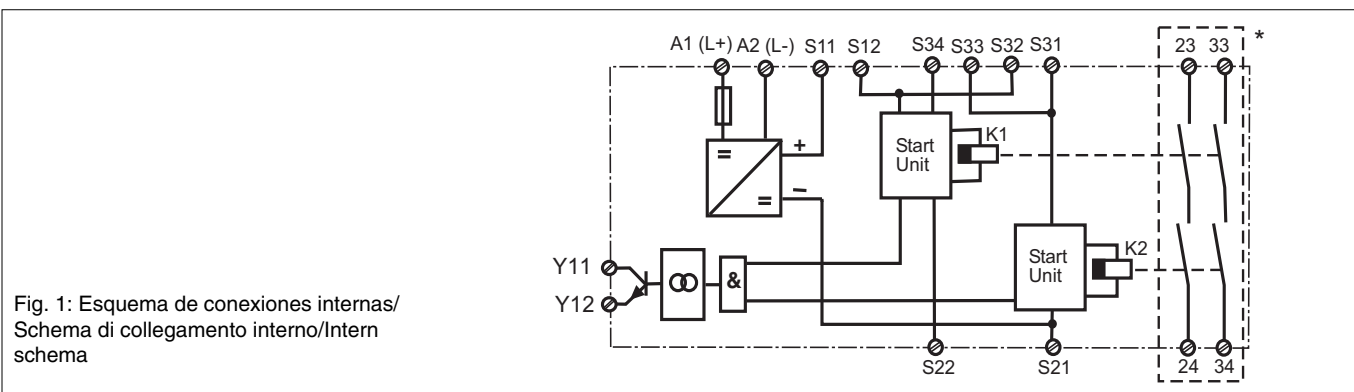 A1 (L+) A2 (L-) S11 S12 S34 S33 S32 S31 23 33 *
K1
Start
Unit
+
=
–
=
K2
Start
Unit
Y11
&
Y12
S22 S21 24 34
Fig. 1: Esquema de conexiones internas/
Schema di collegamento interno/Intern
schema